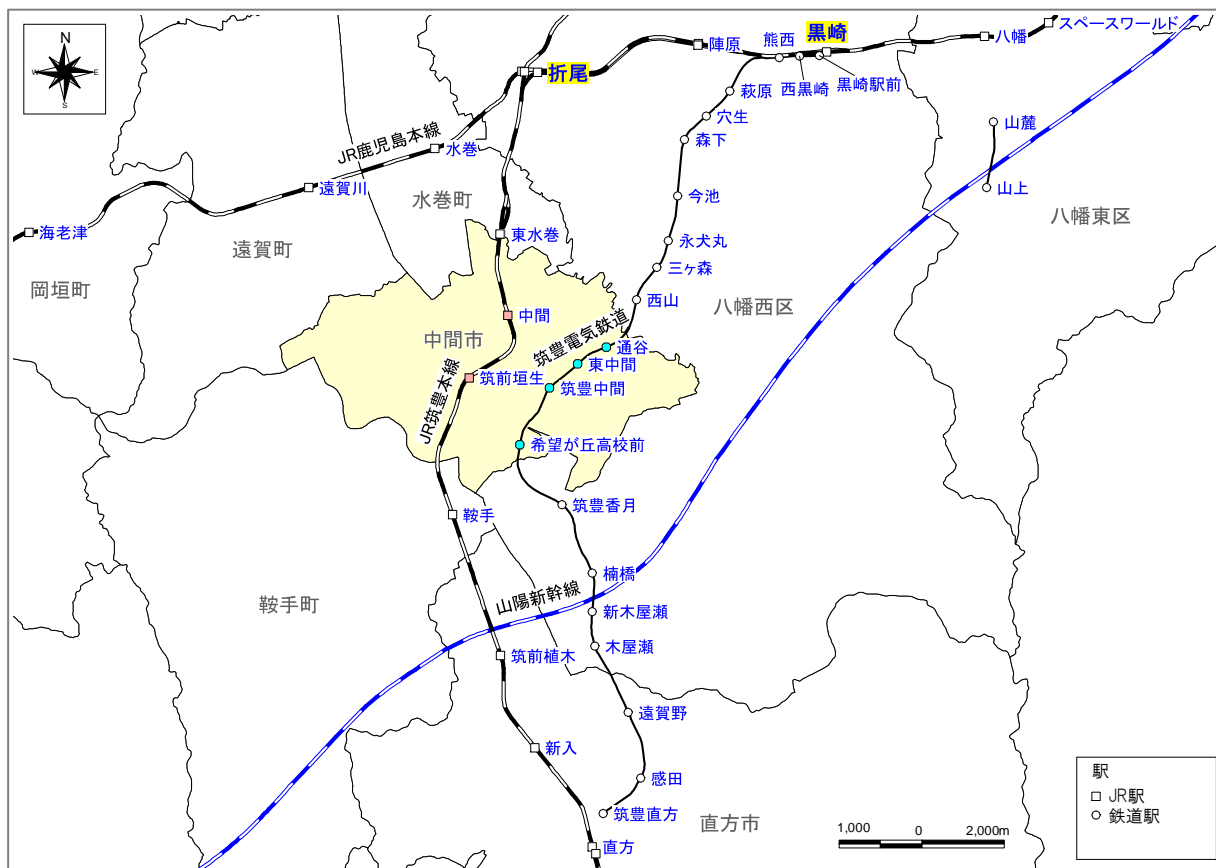 N
W
E
S
スペースワールド
八幡
黒崎
熊西
陣原
折尾
西黒崎
黒崎駅前
萩原
穴生
森下
山麓
山上
JR鹿児島本線
水巻
遠賀川
水巻町
今池
八幡東区
海老津
遠賀町
東水巻
永犬丸
三ヶ森
岡垣町
西山
八幡西区
中間
中間市
筑豊電気鉄道
通谷
東中間
筑前垣生
筑豊中間
JR筑豊本線
希望が丘高校前
筑豊香月
鞍手
楠橋
山陽新幹線
新木屋瀬
鞍手町
木屋瀬
筑前植木
遠賀野
新入
感田
筑豊直方
直方市
直方
1,000
0
2,000m
駅
JR駅
鉄道駅